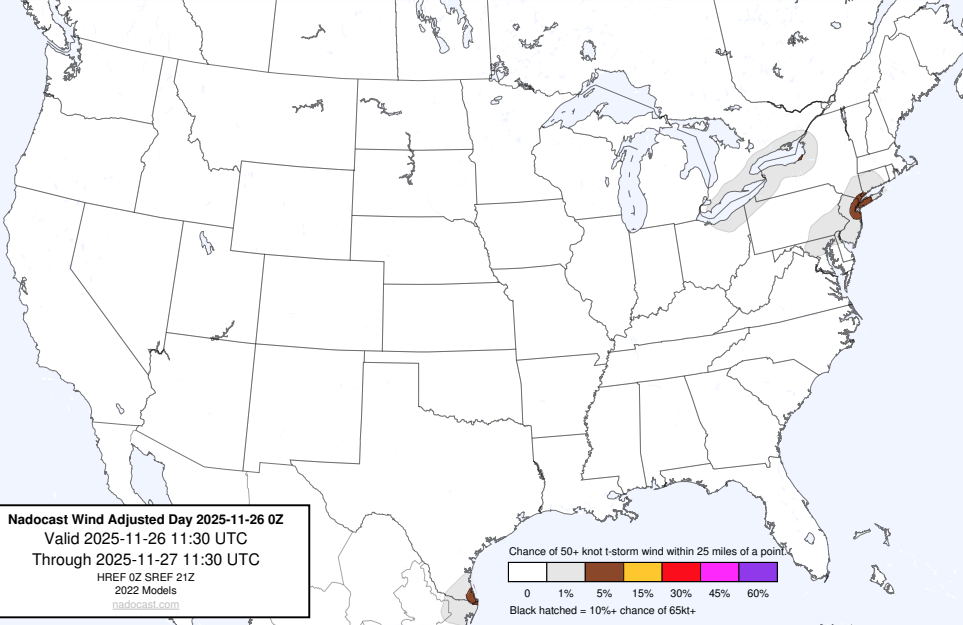 Nadocast Wind Adjusted Day 2025-11-26 0Z
Valid 2025-11-26 11:30 UTC
Through 2025-11-27 11:30 UTC
HREF 0Z SREF 21Z
2022 Models
nadocast.com
Chance of 50+ knot t-storm wind within 25 miles of a point.
0 1% 5% 15% 30% 45% 60%
Black hatched = 10%+ chance of 65kt+